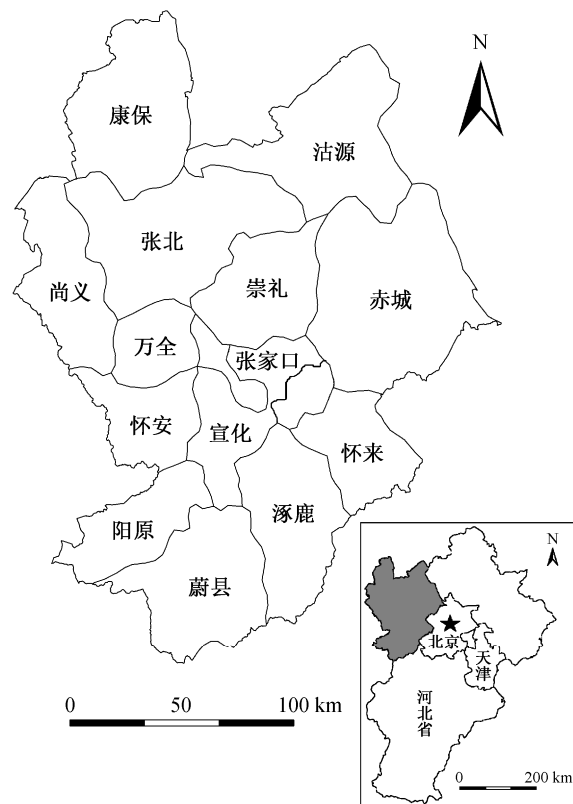 N
康保
沽源
张北
崇礼
尚义
赤城
万全
张家口
怀安
宣化
怀来
阳原
涿鹿
蔚县
0 50 100 km
N
北京
天津
河北省
0 200 km